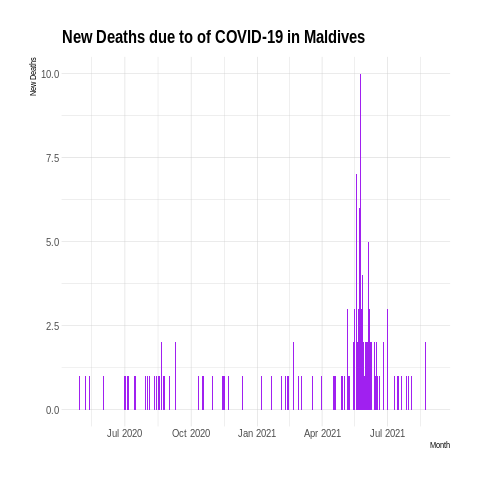 New Deaths due to of COVID-19 in Maldives
New Deaths
10.0
7.5
5.0
2.5
0.0
Jul 2020 Oct 2020 Jan 2021 Apr 2021 Jul 2021
Month